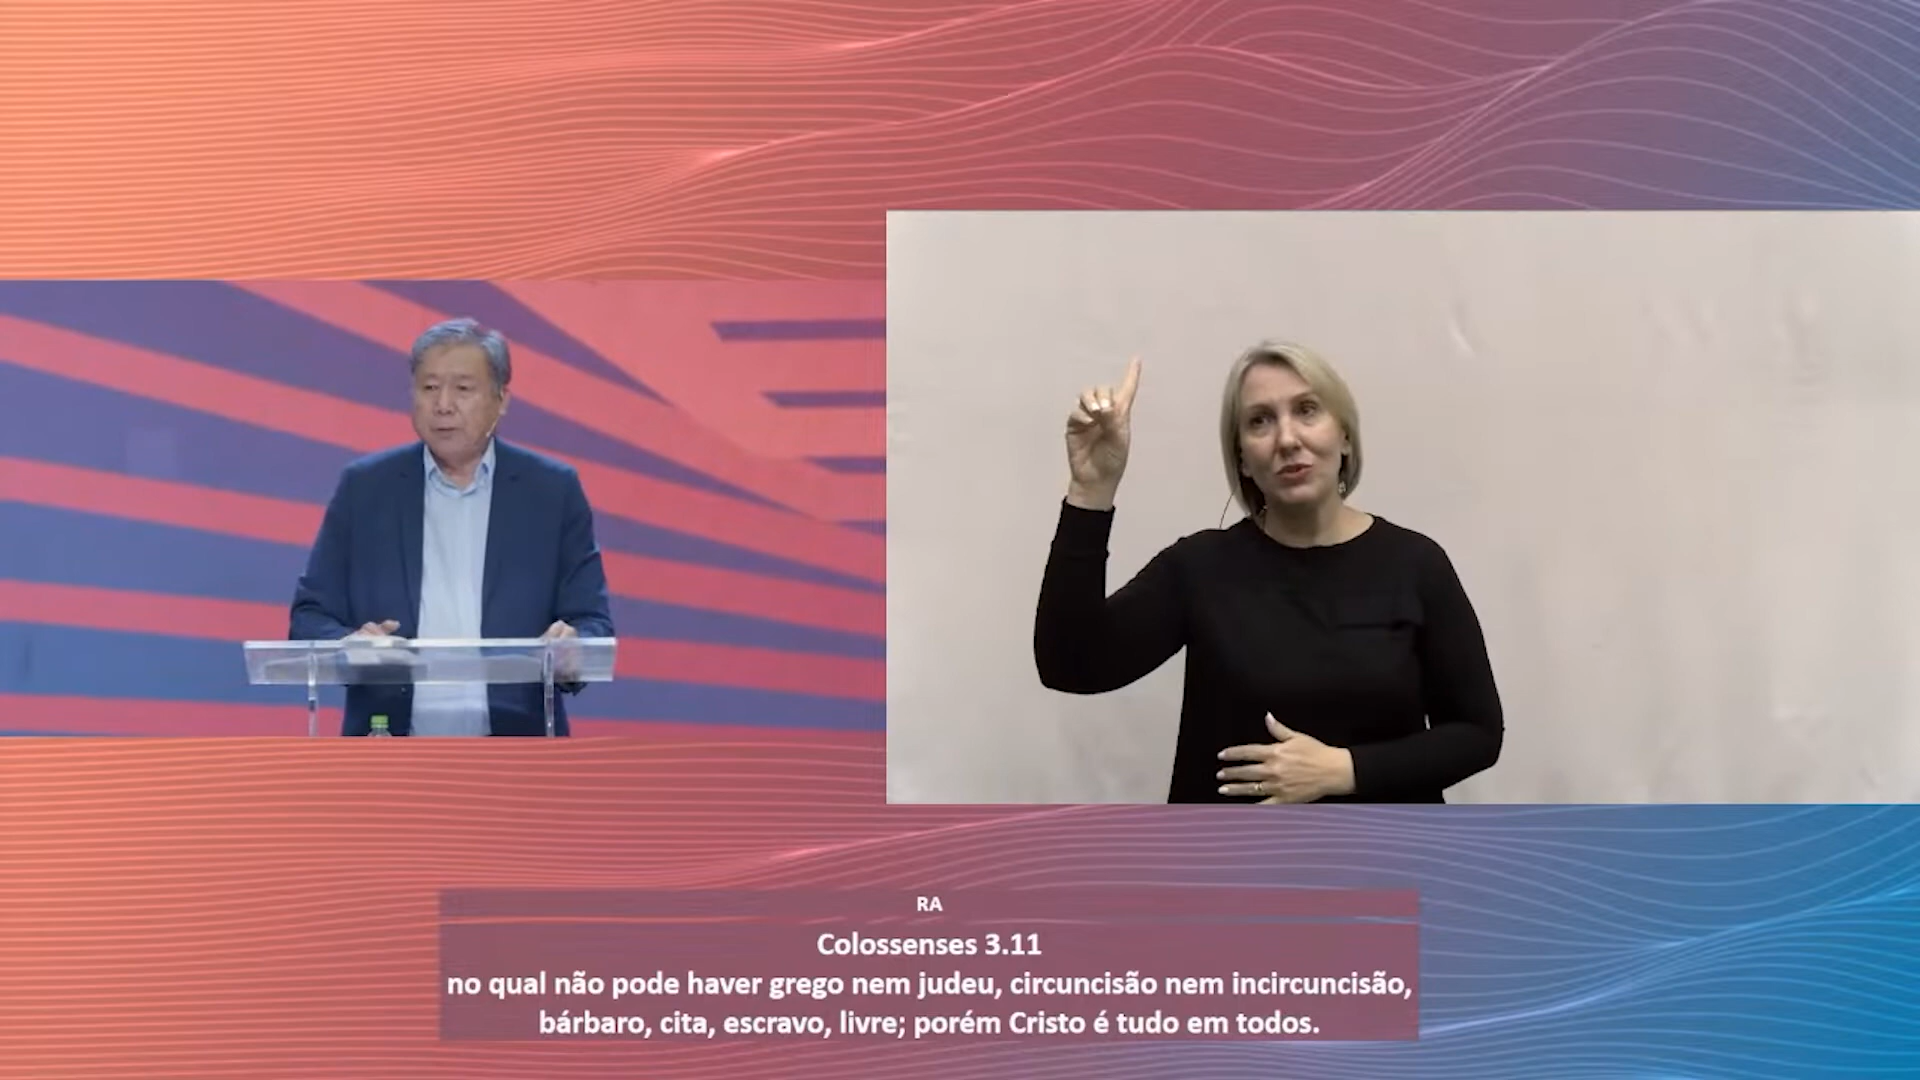 RA
Colossenses 3.11
no qual não pode haver grego nem judeu, circuncisão nem incircuncisão,
bárbaro, cita, escravo, livre; porém Cristo é tudo em todos.